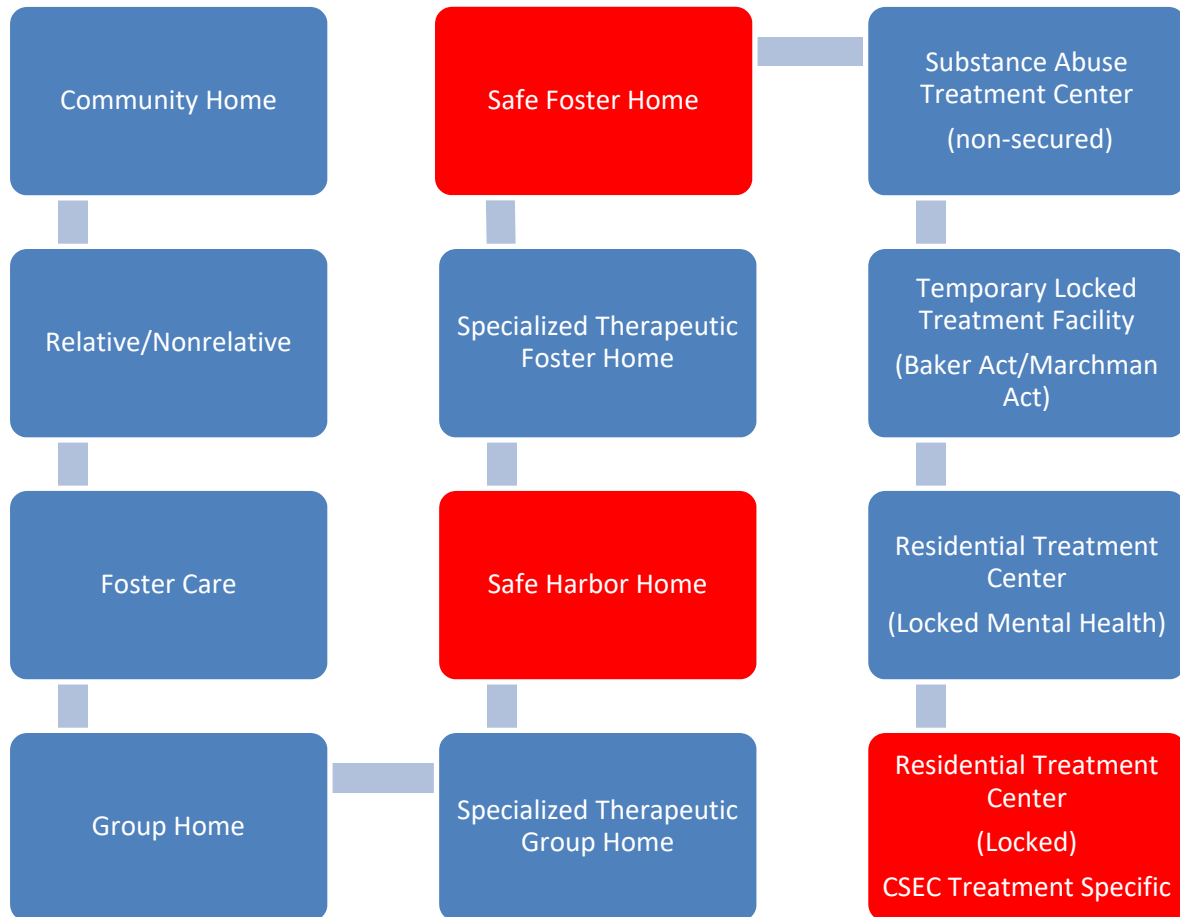 Community Home
Relative/Nonrelative
Foster Care
Group Home
Specialized Therapeutic
Group Home
Safe Harbor Home
Specialized Therapeutic
Foster Home
Safe Foster Home
Substance Abuse
Treatment Center
(non-secured)
Temporary Locked
Treatment Facility
(Baker Act/Marchman
Act)
Residential Treatment
Center
(Locked Mental Health)
Residential Treatment
Center
(Locked)
CSEC Treatment Specific